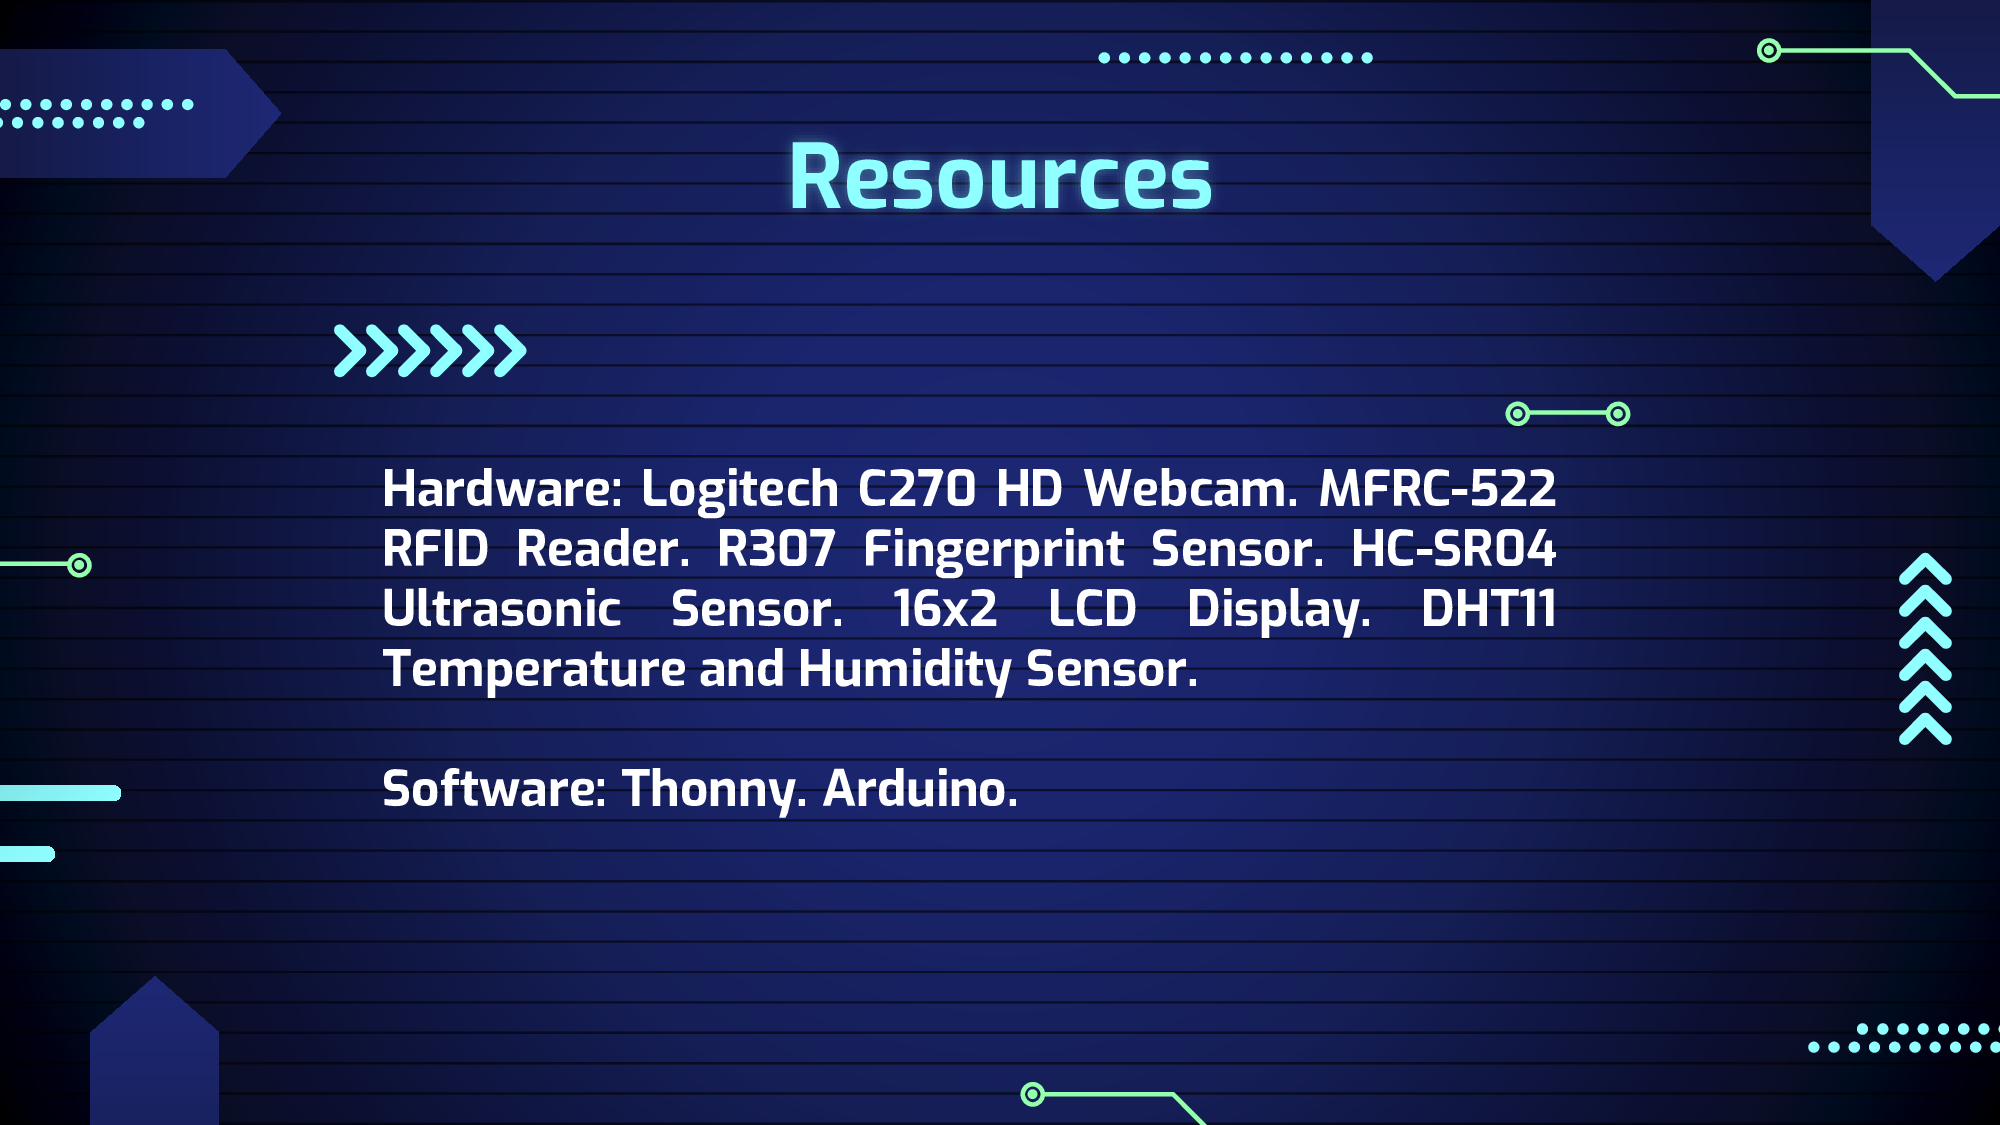 Resources
Hardware: Logitech C270 HD Webcam. MFRC-522
RFID Reader. R307 Fingerprint Sensor. HC-SR04
Ultrasonic Sensor. 16x2 LCD Display. DHT11
Temperature and Humidity Sensor.
Software: Thonny. Arduino.